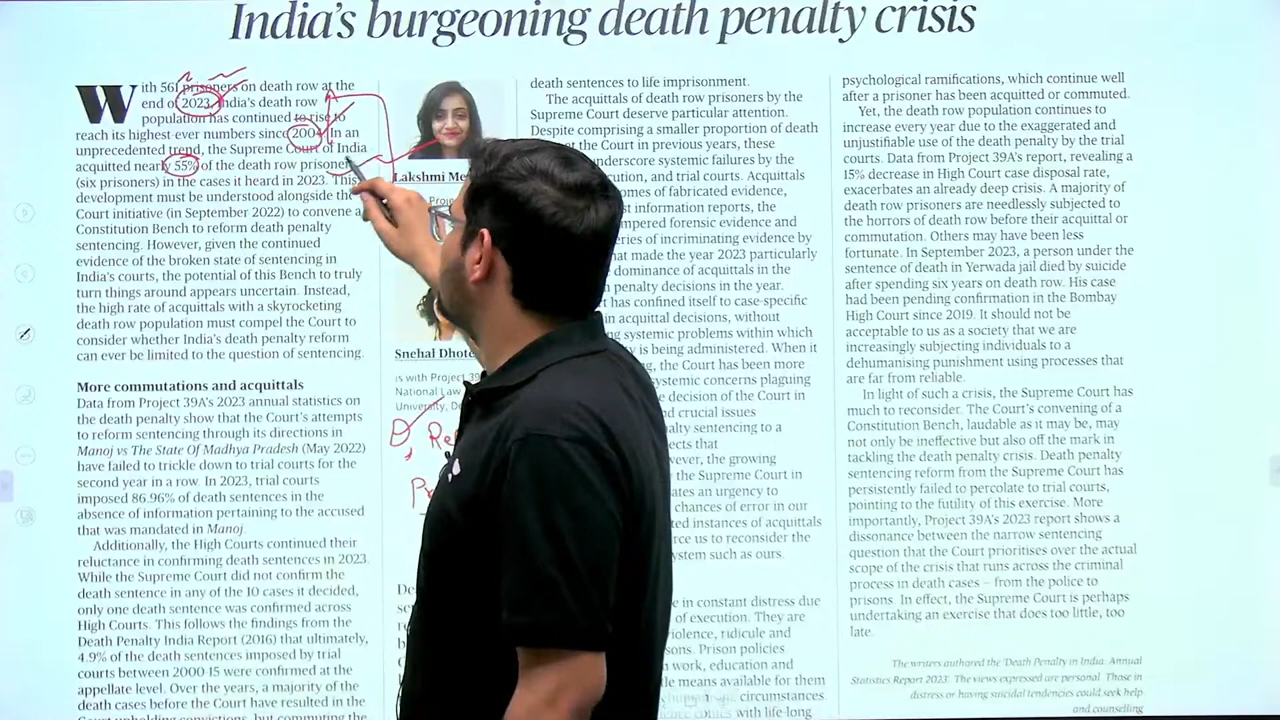 India's burgeoning death penalty crisis
With 561 prisoners on death row at the
end of 2023, India's death row
population has continued to rise to
reach its highest-ever numbers since 2004. In an
unprecedented trend, the Supreme Court of India
acquitted nearly 55% of the death row prisoners
(six prisoners) in the cases it heard in 2023. This
development must be understood alongside the
Court initiative (in September 2022) to convene a
Constitution Bench to reform death penalty
sentencing. However, given the continued
evidence of the broken state of sentencing in
India's courts, the potential of this Bench to truly
turn things around appears uncertain. Instead,
the high rate of acquittals with a skyrocketing
death row population must compel the Court to
consider whether India's death penalty reform
can ever be limited to the question of sentencing.
More commutations and acquittals
Data from Project 39A's 2023 annual statistics on
the death penalty show that the Court's attempts
to reform sentencing through its directions in
Manoj vs The State Of Madhya Pradesh (May 2022)
have failed to trickle down to trial courts for the
second year in a row. In 2023, trial courts
imposed 86.96% of death sentences in the
absence of information pertaining to the accused
that was mandated in Manoj.
Additionally, the High Courts continued their
reluctance in confirming death sentences in 2023.
While the Supreme Court did not confirm the
death sentence in any of the 10 cases it decided,
only one death sentence was confirmed across
High Courts. This follows the findings from the
Death Penalty India Report (2016) that ultimately,
4.9% of the death sentences imposed by trial
courts between 2000-15 were confirmed at the
appellate level. Over the years, a majority of the
death cases before the Court have resulted in the
Court upholding convictions, but commuting the
Lakshmi Me
Snehal Dhote
is with Project 39
National Law
University, De
De
death sentences to life imprisonment.
The acquittals of death row prisoners by the
Supreme Court deserve particular attention.
Despite comprising a smaller proportion of death
the Court in previous years, these
underscore systemic failures by the
cution, and trial courts. Acquittals
omes of fabricated evidence,
st information reports, the
mpered forensic evidence and
eries of incriminating evidence by
hat made the year 2023 particularly
dominance of acquittals in the
penalty decisions in the year.
t has confined itself to case-specific
in acquittal decisions, without
ng systemic problems within which
y is being administered. When it
g, the Court has been more
systemic concerns plaguing
e decision of the Court in
nd crucial issues
alty sentencing to a
ects that
ever, the growing
the Supreme Court in
ates an urgency to
chances of error in our
ted instances of acquittals
rce us to reconsider the
ystem such as ours.
e in constant distress due
of execution. They are
iolence, ridicule and
sons. Prison policies
work, education and
le means available for them
circumstances
with life-long
psychological ramifications, which continue well
after a prisoner has been acquitted or commuted.
Yet, the death row population continues to
increase every year due to the exaggerated and
unjustifiable use of the death penalty by the trial
courts. Data from Project 39A's report, revealing a
15% decrease in High Court case disposal rate,
exacerbates an already deep crisis. A majority of
death row prisoners are needlessly subjected to
the horrors of death row before their acquittal or
commutation. Others may have been less
fortunate. In September 2023, a person under the
sentence of death in Yerwada jail died by suicide
after spending six years on death row. His case
had been pending confirmation in the Bombay
High Court since 2019. It should not be
acceptable to us as a society that we are
increasingly subjecting individuals to a
dehumanising punishment using processes that
are far from reliable.
In light of such a crisis, the Supreme Court has
much to reconsider. The Court's convening of a
Constitution Bench, laudable as it may be, may
not only be ineffective but also off the mark in
tackling the death penalty crisis. Death penalty
sentencing reform from the Supreme Court has
persistently failed to percolate to trial courts,
pointing to the futility of this exercise. More
importantly, Project 39A's 2023 report shows a
dissonance between the narrow sentencing
question that the Court prioritises over the actual
scope of the crisis that runs across the criminal
process in death cases – from the police to
prisons. In effect, the Supreme Court is perhaps
undertaking an exercise that does too little, too
late.
The writers authored the 'Death Penalty in India: Annual
Statistics Report 2023'. The views expressed are personal. Those in
distress or having suicidal tendencies could seek help
and counselling